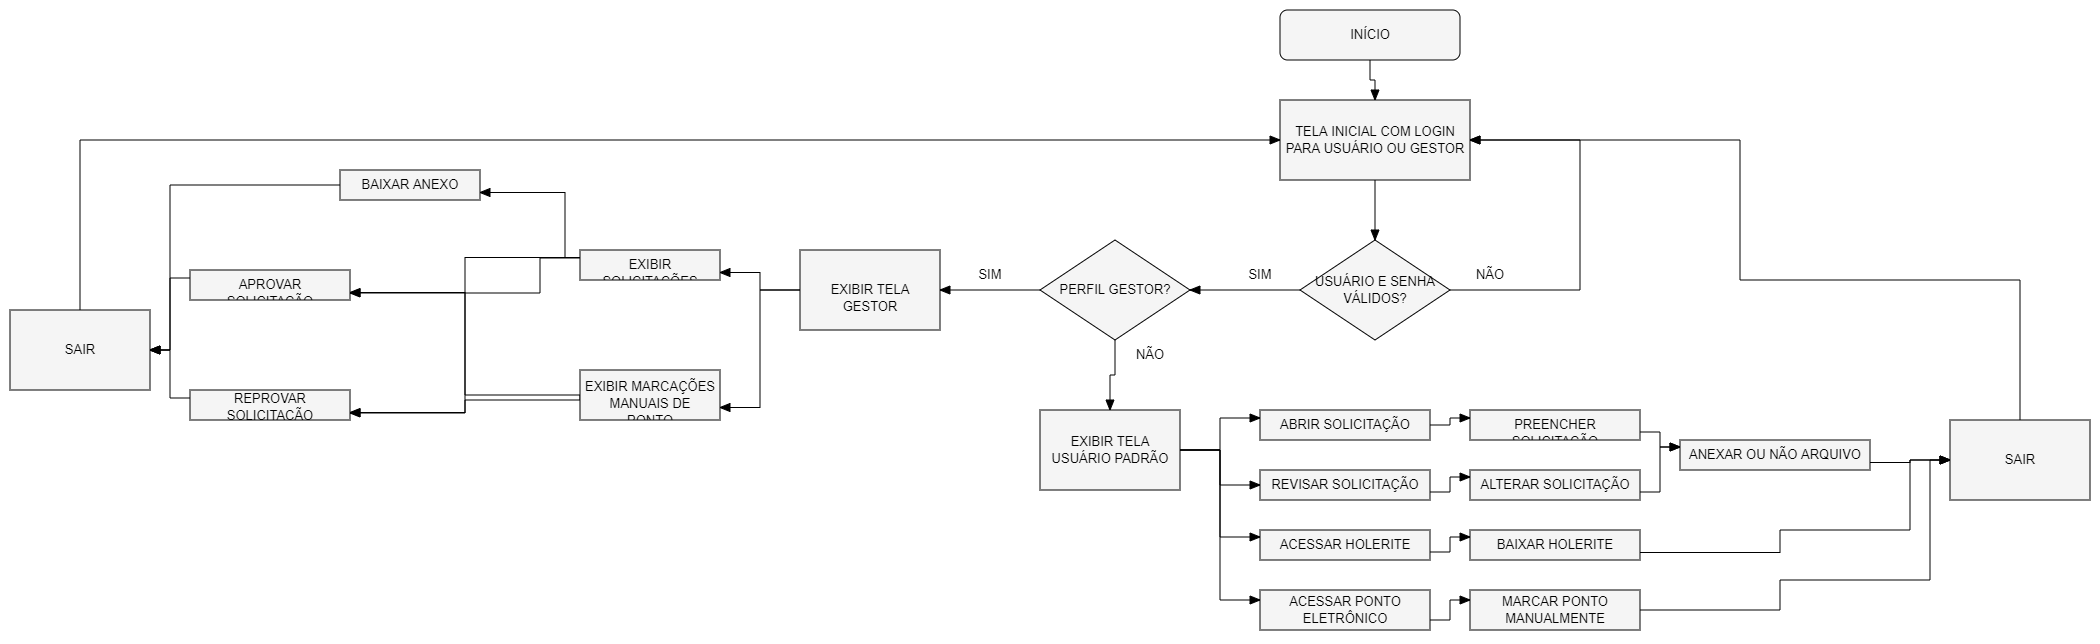 INÍCIO
TELA INICIAL COM LOGIN
PARA USUÁRIO OU GESTOR
BAIXAR ANEXO
EXIBIR
SOLICITAÇÕES
APROVAR
SOLICITAÇÃO
EXIBIR TELA
GESTOR
SIM
PERFIL GESTOR?
SIM
USUÁRIO E SENHA
VÁLIDOS?
NÃO
SAIR
NÃO
REPROVAR
SOLICITAÇÃO
EXIBIR MARCAÇÕES
MANUAIS DE
PONTO
EXIBIR TELA
USUÁRIO PADRÃO
ABRIR SOLICITAÇÃO
PREENCHER
SOLICITAÇÃO
ANEXAR OU NÃO ARQUIVO
SAIR
REVISAR SOLICITAÇÃO
ALTERAR SOLICITAÇÃO
ACESSAR HOLERITE
BAIXAR HOLERITE
ACESSAR PONTO
ELETRÔNICO
MARCAR PONTO
MANUALMENTE